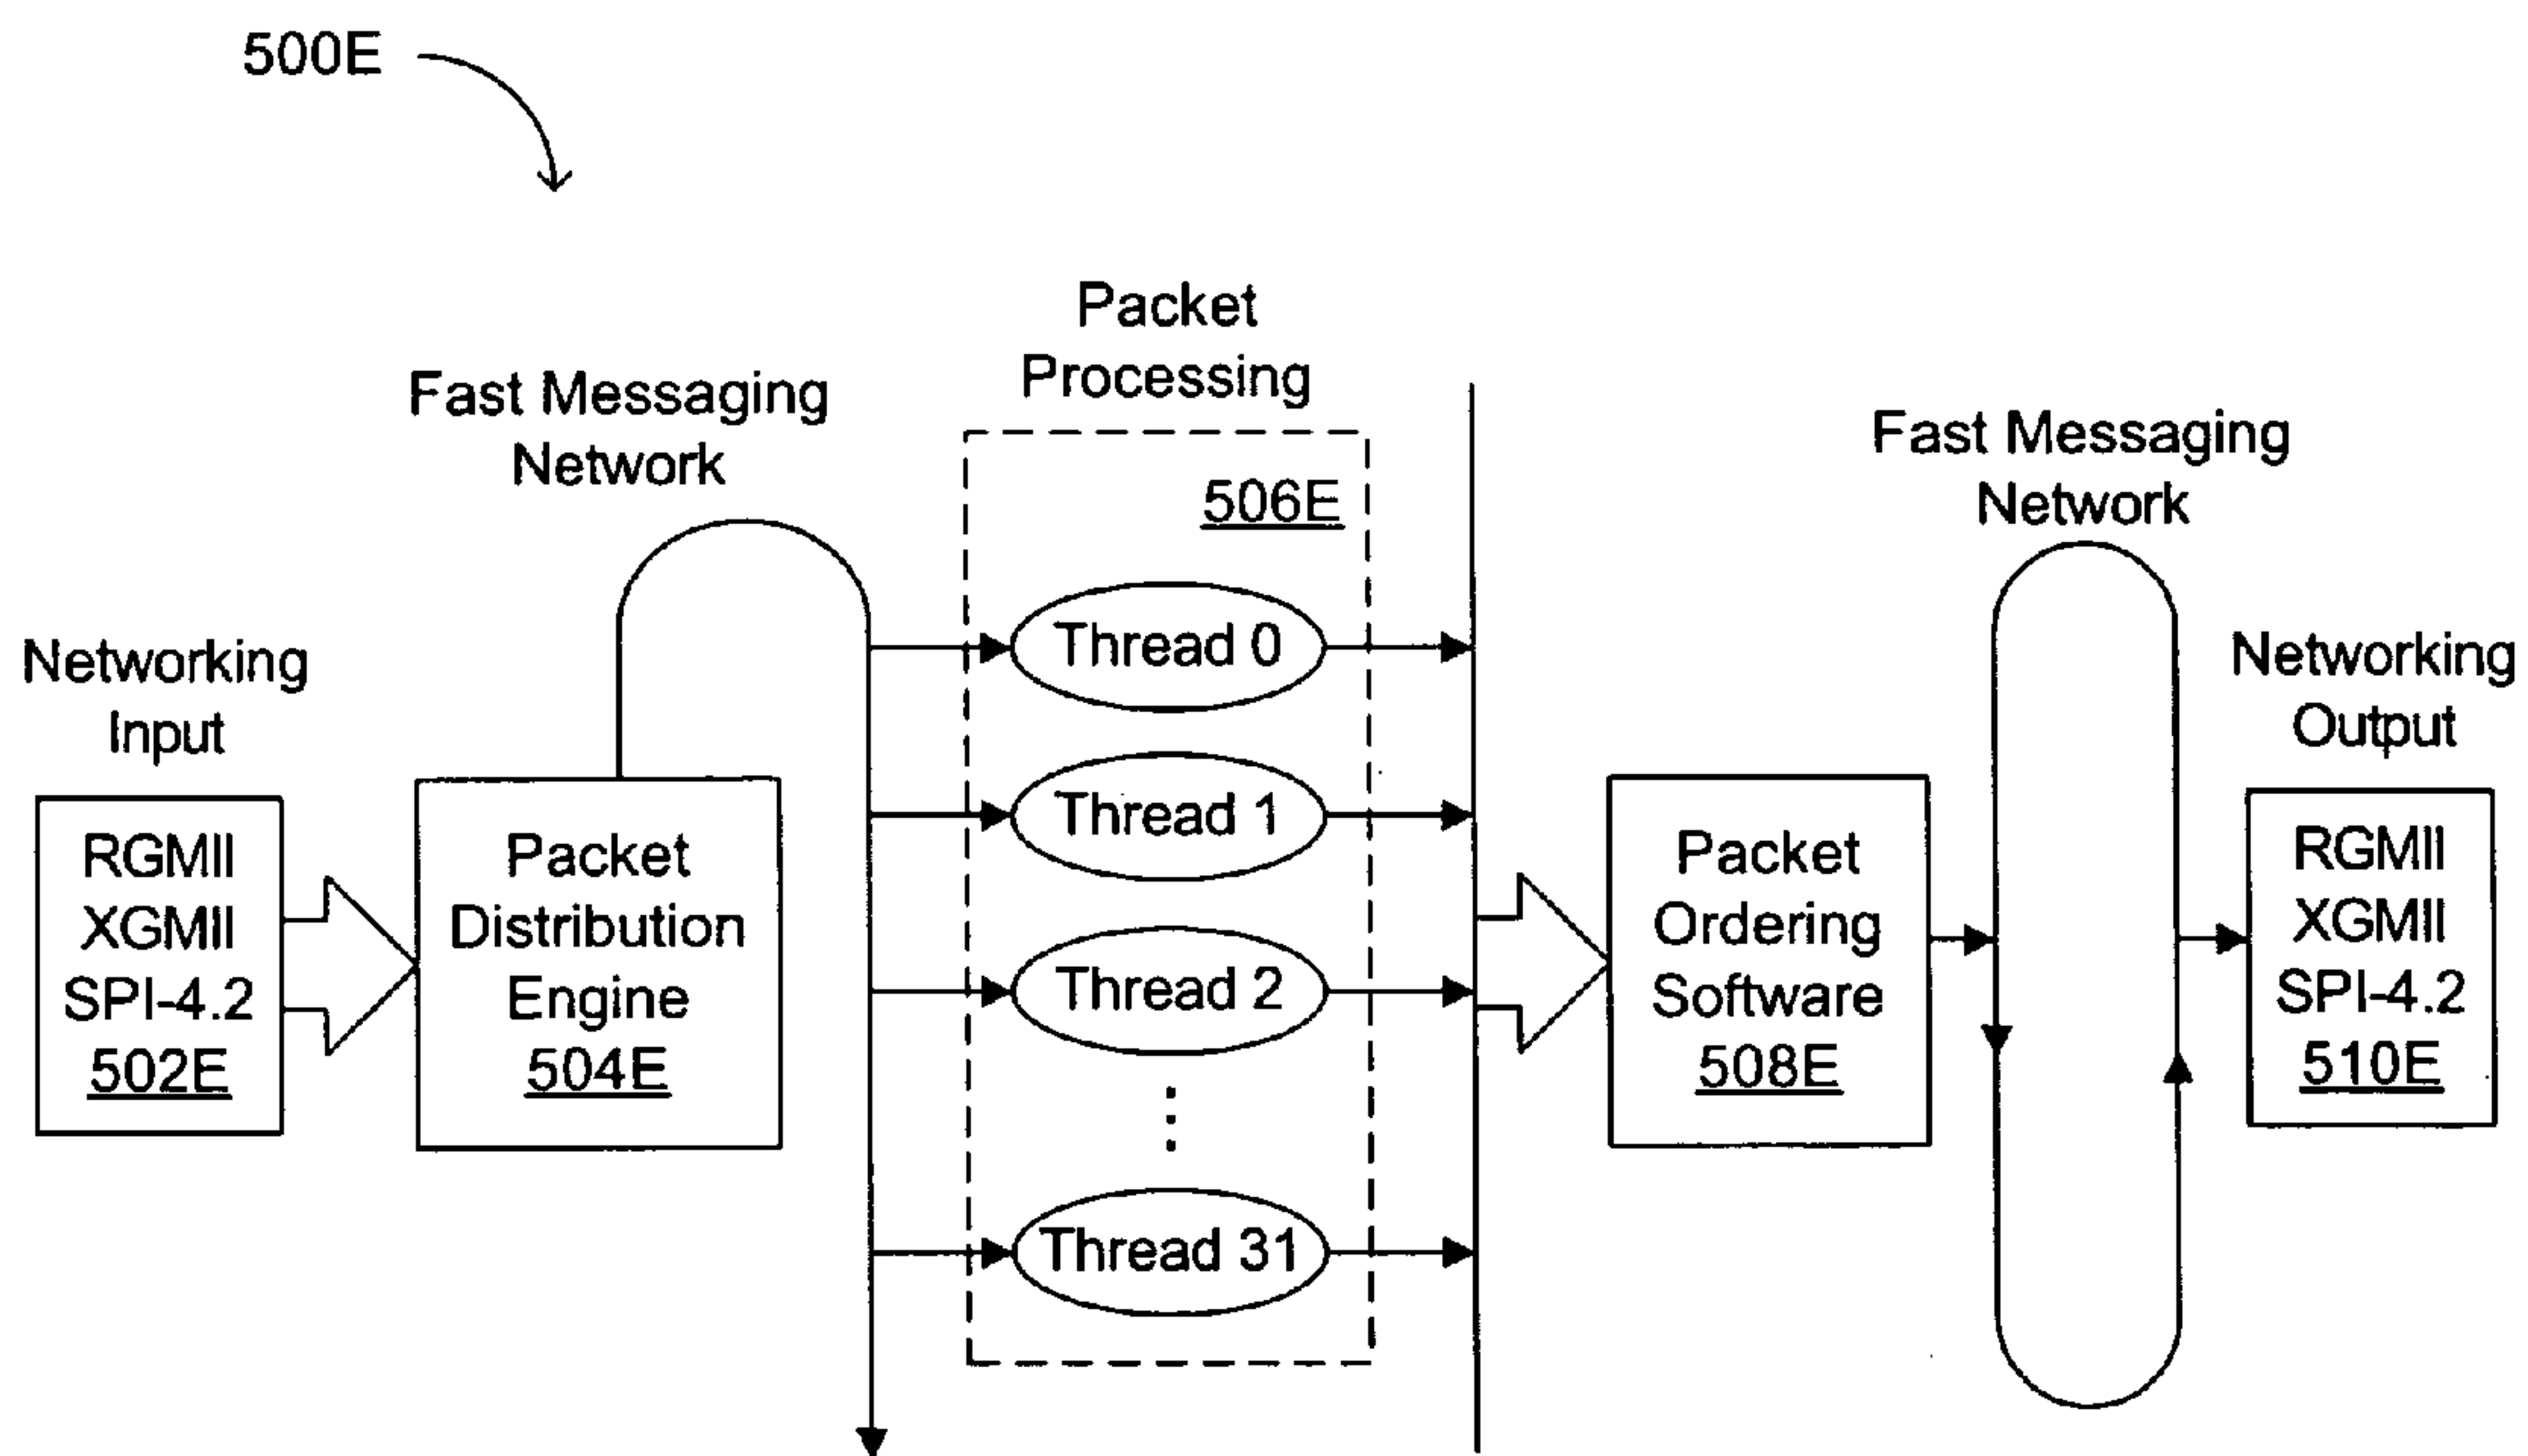 500E
Packet
Processing
Fast Messaging
Network
Fast Messaging
Network
506E
Networking
Input
RGMII
XGMII
SPI-4.2
502E
Packet
Distribution
Engine
504E
Thread 0
Thread 1
Thread 2
Thread 31
Packet
Ordering
Software
508E
Networking
Output
RGMII
XGMII
SPI-4.2
510E